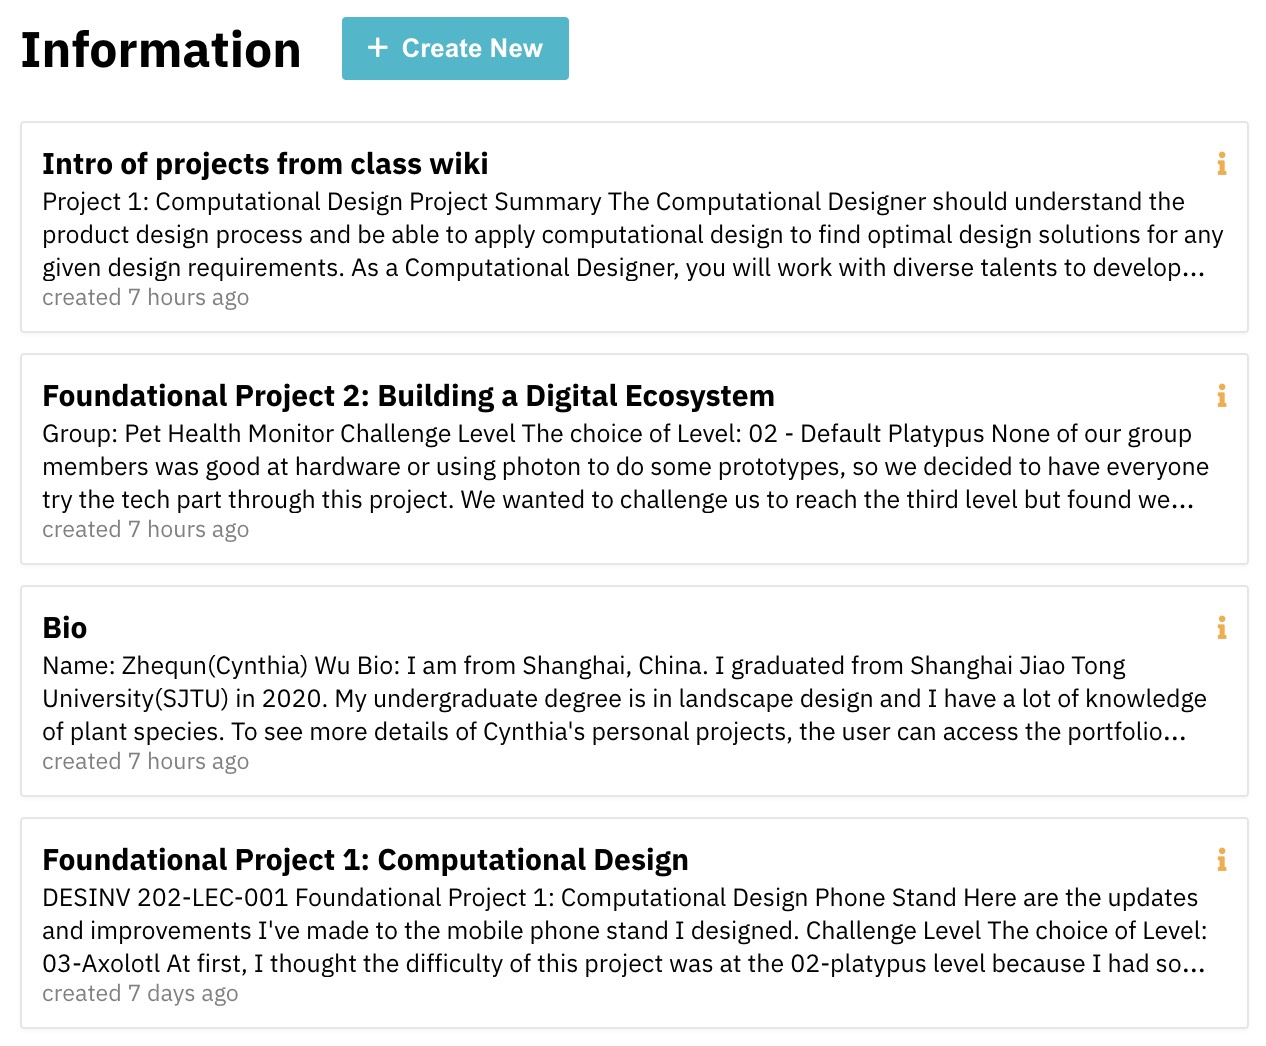 Information
+ Create New
Intro of projects from class wiki
Project 1: Computational Design Project Summary The Computational Designer should understand the
product design process and be able to apply computational design to find optimal design solutions for any
given design requirements. As a Computational Designer, you will work with diverse talents to develop...
created 7 hours ago
Foundational Project 2: Building a Digital Ecosystem
Group: Pet Health Monitor Challenge Level The choice of Level: 02 - Default Platypus None of our group
members was good at hardware or using photon to do some prototypes, so we decided to have everyone
try the tech part through this project. We wanted to challenge us to reach the third level but found we...
created 7 hours ago
Bio
Name: Zhequn(Cynthia) Wu Bio: I am from Shanghai, China. I graduated from Shanghai Jiao Tong
University(SJTU) in 2020. My undergraduate degree is in landscape design and I have a lot of knowledge
of plant species. To see more details of Cynthia's personal projects, the user can access the portfolio...
created 7 hours ago
Foundational Project 1: Computational Design
DESINV 202-LEC-001 Foundational Project 1: Computational Design Phone Stand Here are the updates
and improvements I've made to the mobile phone stand I designed. Challenge Level The choice of Level:
03-Axolotl At first, I thought the difficulty of this project was at the 02-platypus level because I had so...
created 7 days ago